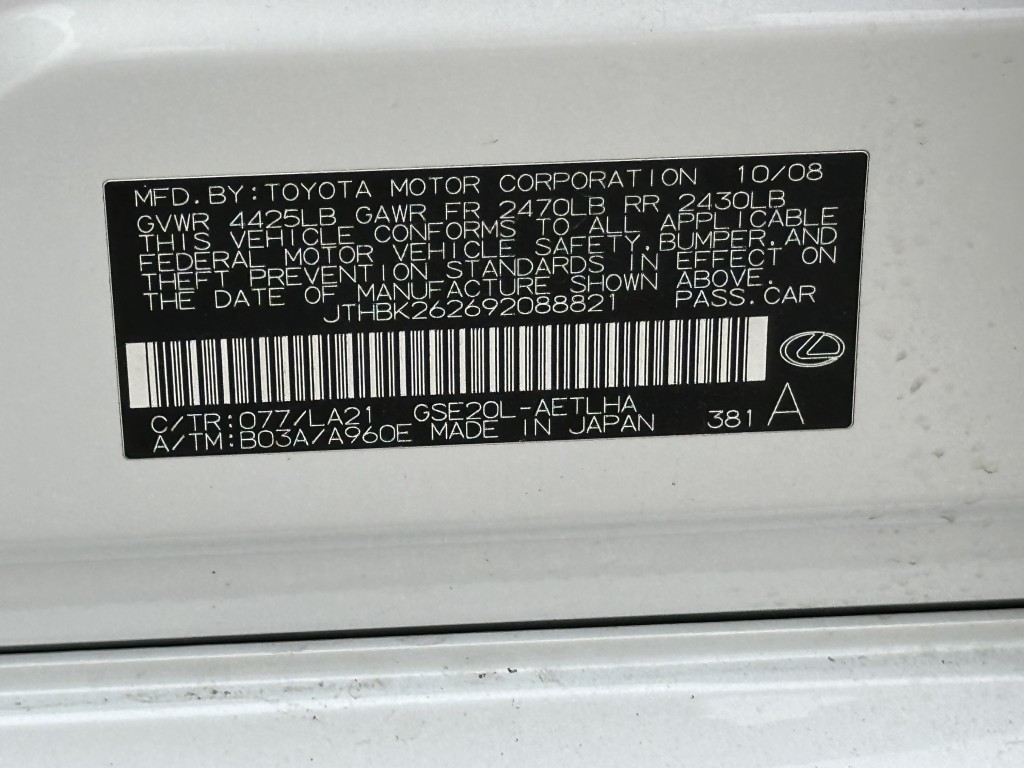 MFD. BY: TOYOTA MOTOR CORPORATION 10/08
GVWR 4425LB GAWR FR 2470LB RR 2430LB
THIS VEHICLE CONFORMS TO ALL APPLICABLE
FEDERAL MOTOR VEHICLE SAFETY, BUMPER, AND
THEFT PREVENTION STANDARDS IN EFFECT ON
THE DATE OF MANUFACTURE SHOWN ABOVE.
JTHBK262692088821 PASS. CAR
C/TR: 077/LA21 GSE20L-AETLHA
A/TM: B03A/A960E MADE IN JAPAN 381 A